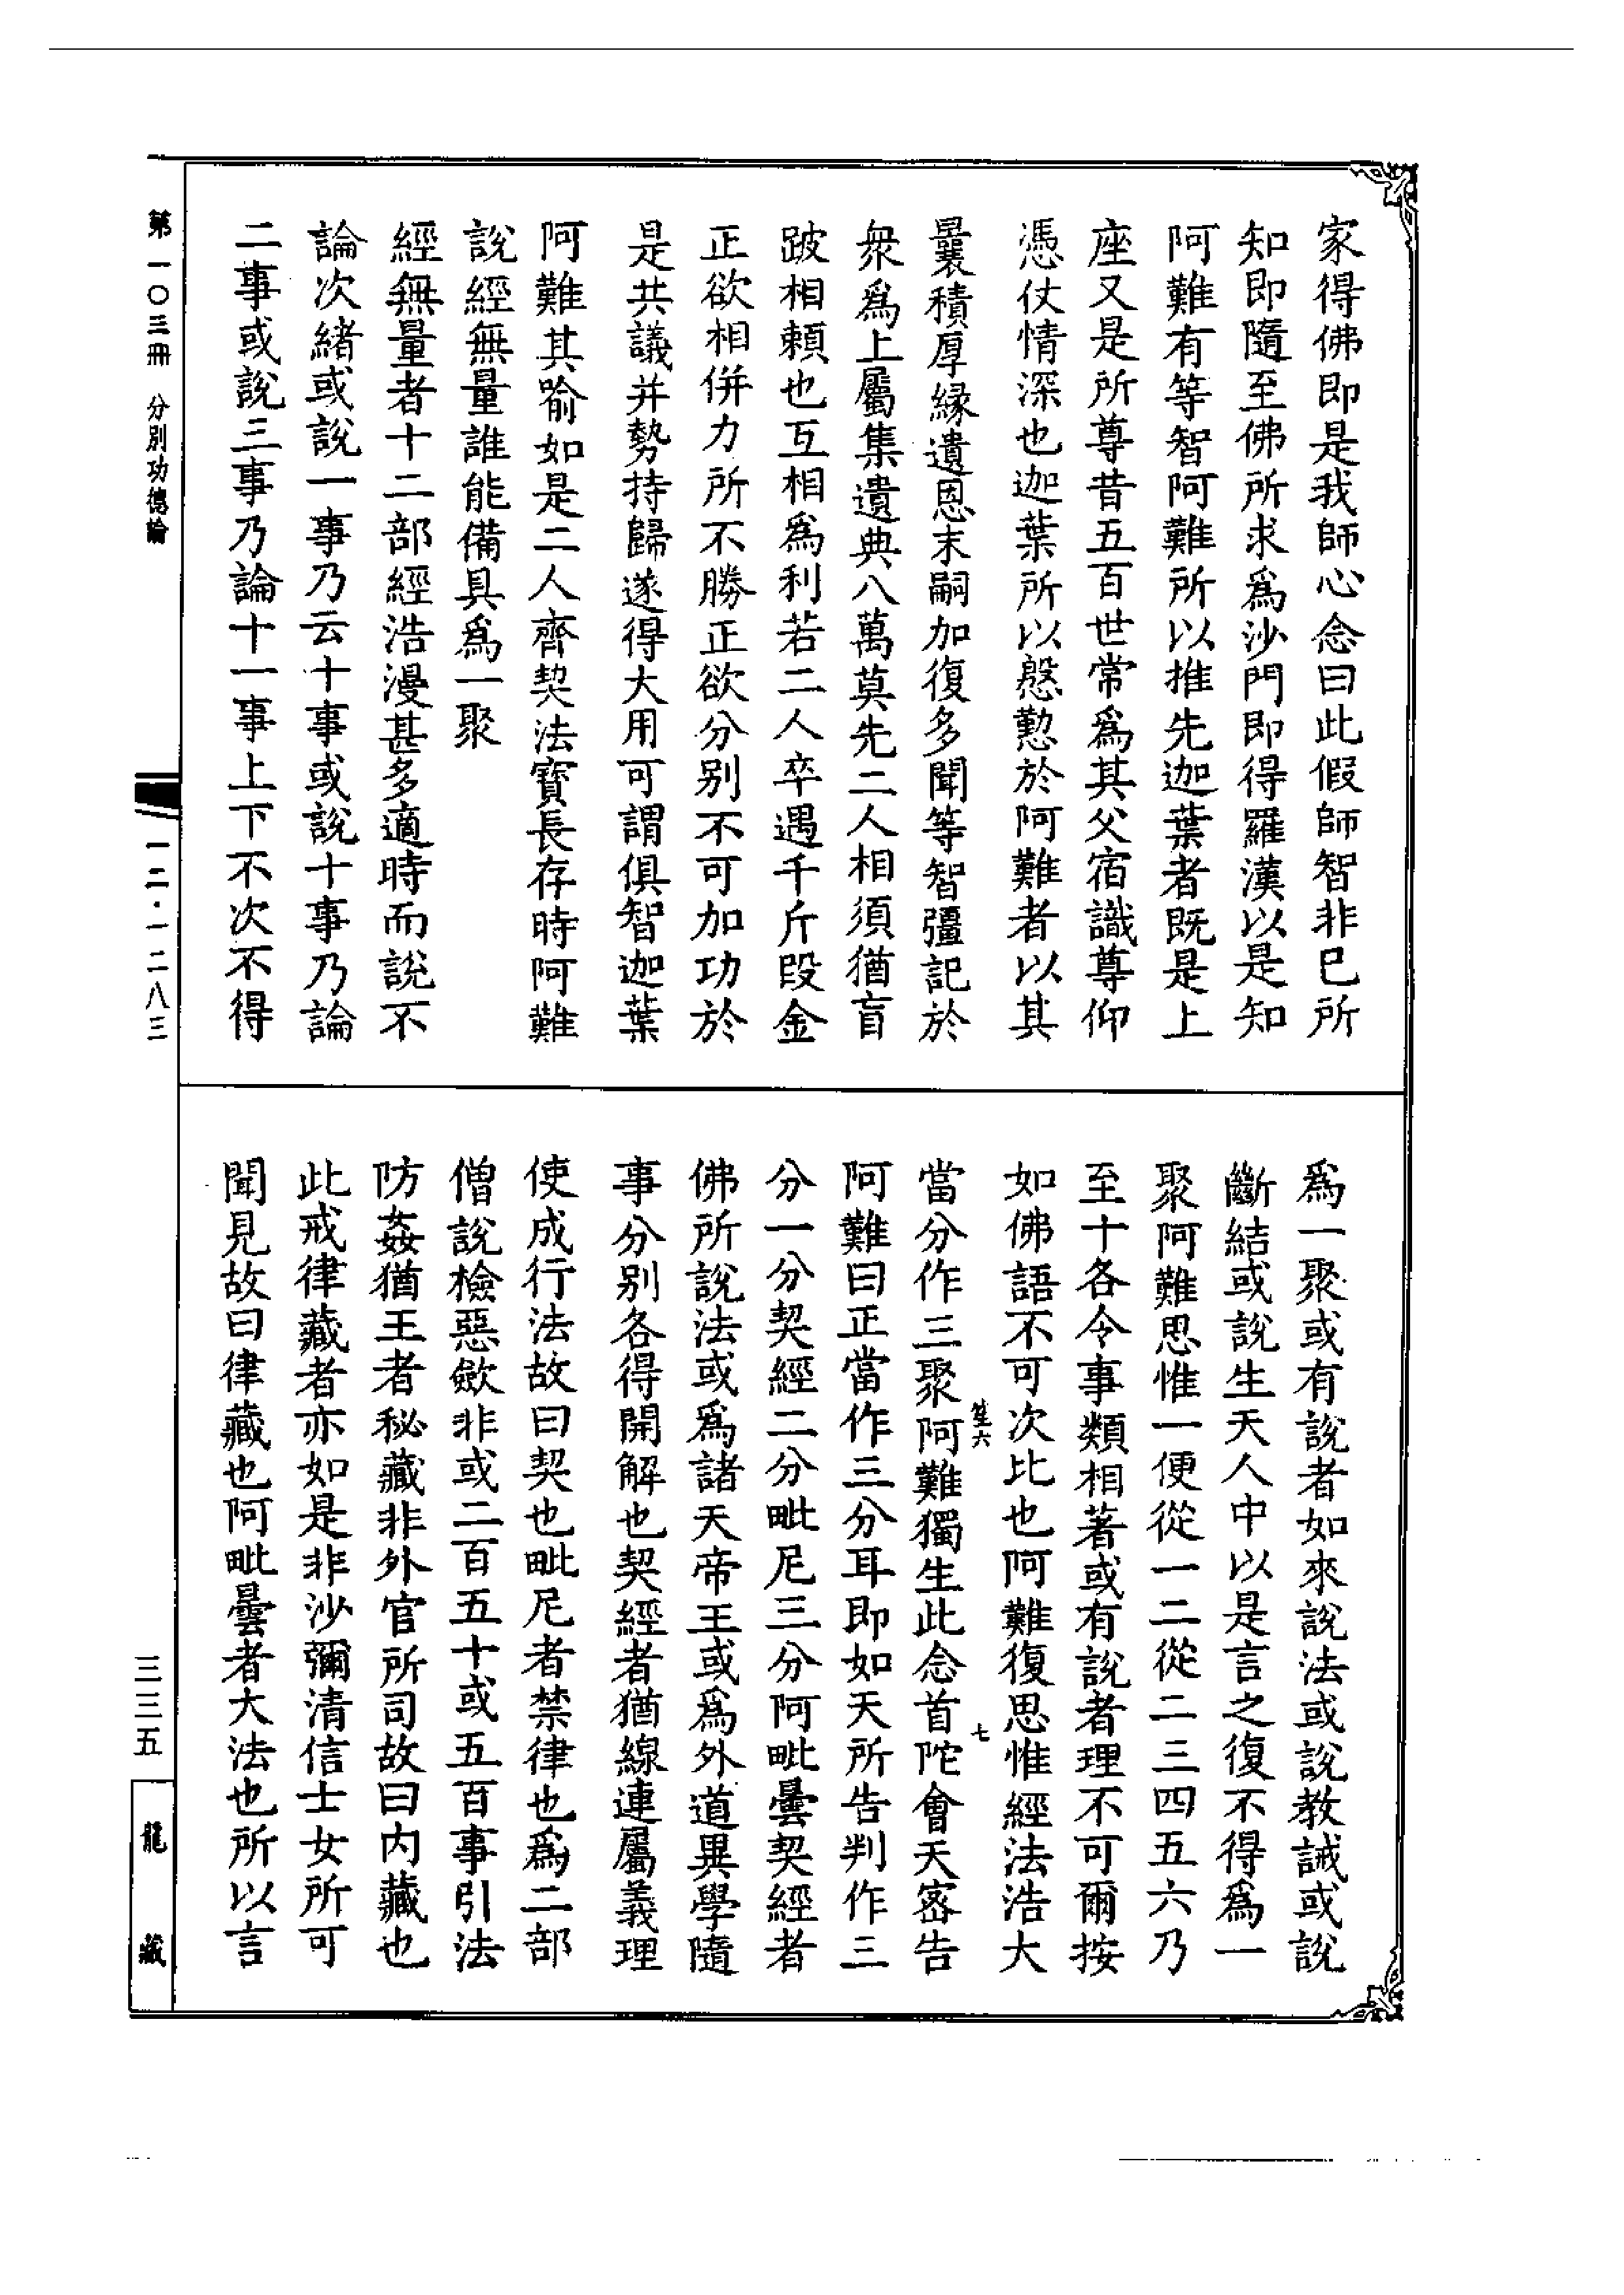 家得佛即是我師心念曰此假師智非已所
知即隨至佛所求爲沙門即得羅漢以是知
阿難有等智阿難所以推先迦葉者既是上
座又是所尊昔五百世常爲其父宿識尊仰
憑仗情深也迦葉所以慇懃於阿難者以其
曩積厚緣遺恩末嗣加復多聞等智彊記於
衆爲上屬集遺典八萬莫先二人相須猶盲
跛相賴也互相爲利若二人卒遇千斤段金
正欲相併力所不勝正欲分别不可加功於
是共議并勢持歸遂得大用可謂俱智迦葉
阿難其喻如是二人齊契法寳長存時阿難
說經無量誰能備具爲一聚
經無量者十二部經浩漫甚多適時而說不
論次緒或說一事乃云十事或說十事乃論
二事或說三事乃論十一事上下不次不得
爲一聚或有說者如來說法或說教誡或說
斷結或說生天人中以是言之復不得爲一
聚阿難思惟一便從一二從二三四五六乃
至十各令事類相著或有說者理不可爾按
如佛語不可次比也阿難復思惟經法浩大
當分作三聚阿難獨生此念首陀會天密告
阿難曰正當作三分耳即如天所告判作三
分一分契經二分毗尼三分阿毗曇契經者
佛所說法或爲諸天帝王或爲外道異學隨
事分别各得開解也契經者猶線連屬義理
使成行法故曰契也毗尼者禁律也爲二部
僧說檢惡歛非或二百五十或五百事引法
防姦猶王者秘藏非外官所司故曰内藏也
此戒律藏者亦如是非沙彌清信士女所可
聞見故曰律藏也阿毗曇者大法也所以言
笙六
七
第一〇三冊 分別功德論
一二·一二八三
三三五
龍藏